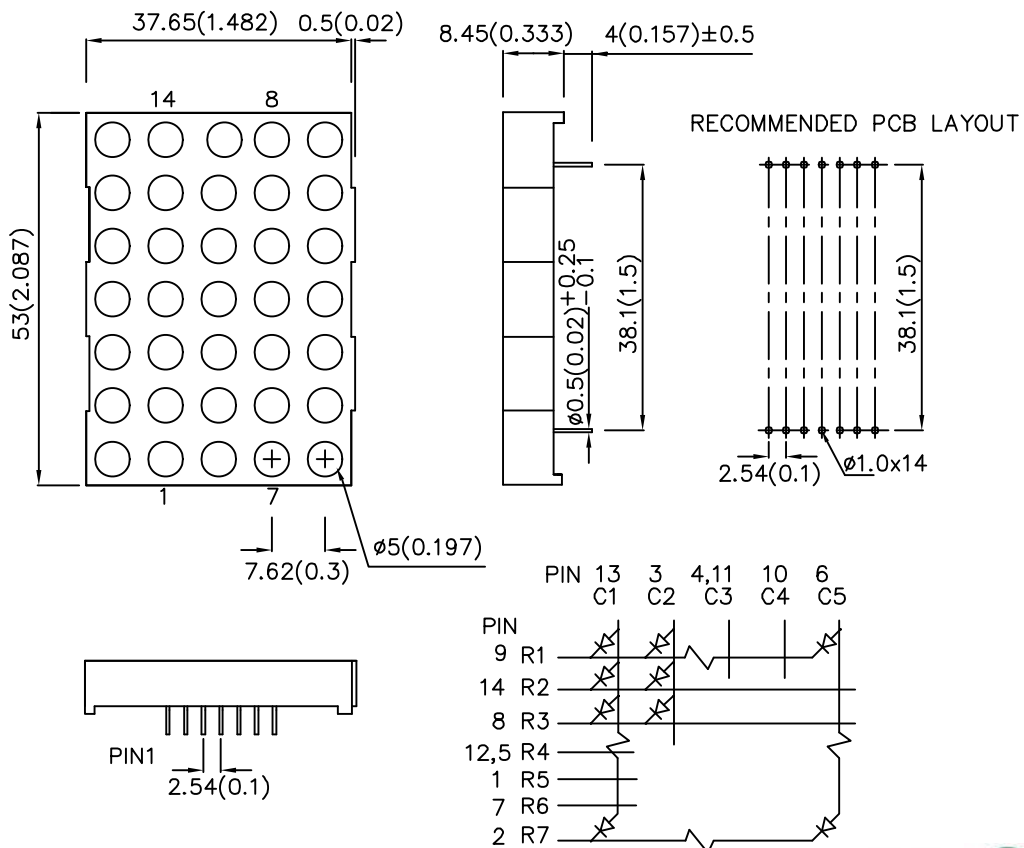 37.65(1.482) 0.5(0.02)
8.45(0.333) 4(0.157)±0.5
14 8
RECOMMENDED PCB LAYOUT
53(2.087)
ø0.5(0.02)+0.25
−0.1
38.1(1.5)
38.1(1.5)
1 7
2.54(0.1)
ø1.0x14
7.62(0.3)
ø5(0.197)
PIN 13 3 4,11 10 6
C1 C2 C3 C4 C5
PIN
9 R1
14 R2
8 R3
12,5 R4
1 R5
7 R6
2 R7
PIN1
2.54(0.1)